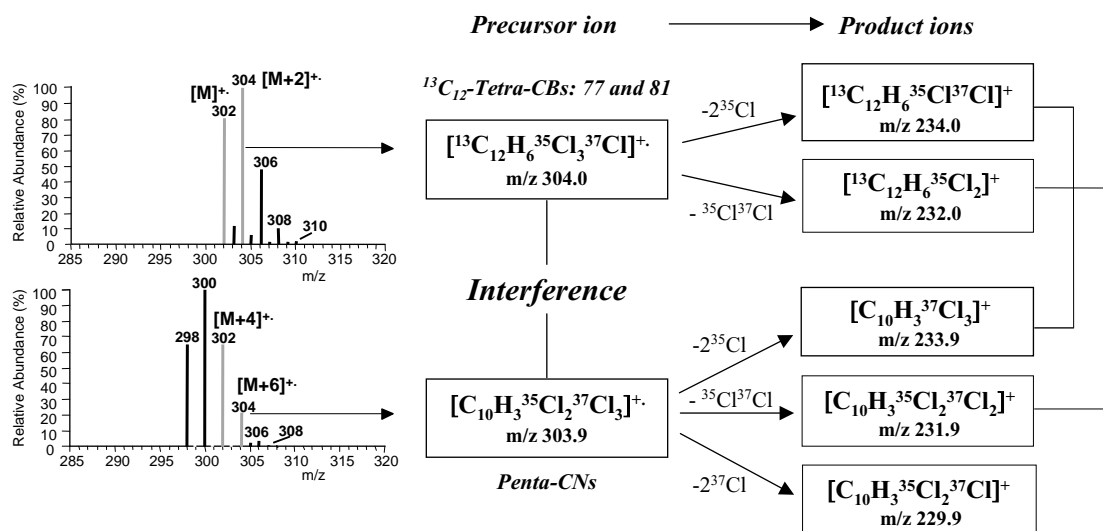 Precursor ion
Product ions
Relative Abundance (%)
100
90
80
70
60
50
40
30
20
10
0
[M]⁺·
302
304
[M+2]⁺·
306
308
310
285
290
295
300
305
310
315
320
m/z
¹³C₁₂-Tetra-CBs: 77 and 81
[¹³C₁₂H₆³⁵Cl₃³⁷Cl]⁺·
m/z 304.0
-2³⁵Cl
- ³⁵Cl³⁷Cl
[¹³C₁₂H₆³⁵Cl³⁷Cl]⁺
m/z 234.0
[¹³C₁₂H₆³⁵Cl₂]⁺
m/z 232.0
Interference
Relative Abundance (%)
100
90
80
70
60
50
40
30
20
10
0
298
300
[M+4]⁺·
302
[M+6]⁺·
304
306
308
285
290
295
300
305
310
315
320
m/z
[C₁₀H₃³⁵Cl₂³⁷Cl₃]⁺·
m/z 303.9
Penta-CNs
-2³⁵Cl
- ³⁵Cl³⁷Cl
-2³⁷Cl
[C₁₀H₃³⁷Cl₃]⁺
m/z 233.9
[C₁₀H₃³⁵Cl₂³⁷Cl₂]⁺
m/z 231.9
[C₁₀H₃³⁵Cl₂³⁷Cl]⁺
m/z 229.9